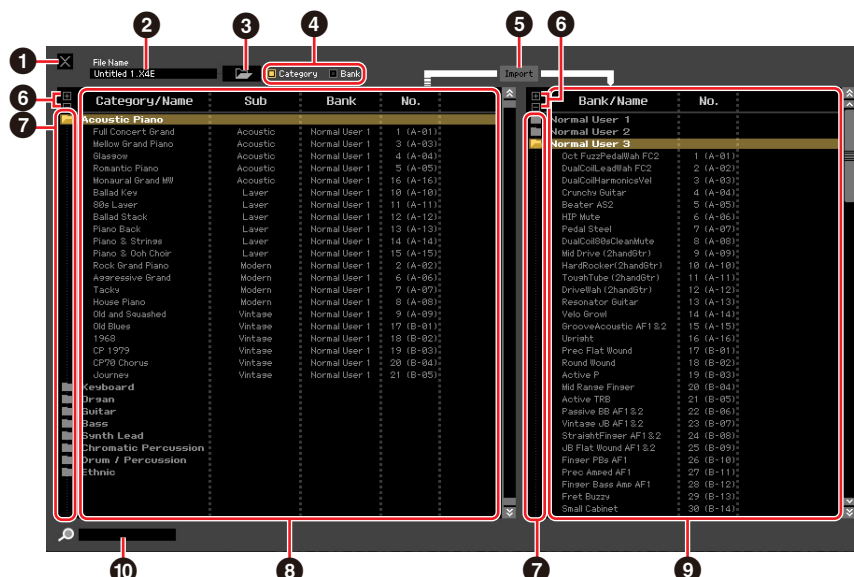 2 3 4 5 6
1 File Name
Untitled 1.X4E
Category Bank
Import
6
7
Category/Name Sub Bank No.
Acoustic Piano
Full Concert Grand Acoustic Normal User 1 1 (A-01)
Mellow Grand Piano Acoustic Normal User 1 3 (A-03)
Glasgow Acoustic Normal User 1 4 (A-04)
Romantic Piano Acoustic Normal User 1 5 (A-05)
Monaural Grand MW Acoustic Normal User 1 16 (A-16)
Ballad Key Layer Normal User 1 10 (A-10)
80s Layer Layer Normal User 1 11 (A-11)
Ballad Stack Layer Normal User 1 12 (A-12)
Piano Back Layer Normal User 1 13 (A-13)
Piano & Strings Layer Normal User 1 14 (A-14)
Piano & Ooh Choir Layer Normal User 1 15 (A-15)
Rock Grand Piano Modern Normal User 1 2 (A-02)
Aggressive Grand Modern Normal User 1 6 (A-06)
Tacky Modern Normal User 1 7 (A-07)
House Piano Modern Normal User 1 8 (A-08)
Old and Squashed Vintage Normal User 1 9 (A-09)
Old Blues Vintage Normal User 1 17 (B-01)
1968 Vintage Normal User 1 18 (B-02)
CP 1979 Vintage Normal User 1 19 (B-03)
CP70 Chorus Vintage Normal User 1 20 (B-04)
Journey Vintage Normal User 1 21 (B-05)
Keyboard
Organ
Guitar
Bass
Synth Lead
Chromatic Percussion
Drum / Percussion
Ethnic
Bank/Name No.
Normal User 1
Normal User 2
Normal User 3
Oct FuzzPedalWah FC2 1 (A-01)
DualCoilLeadWah FC2 2 (A-02)
DualCoilHarmonicsVel 3 (A-03)
Crunchy Guitar 4 (A-04)
Beater AS2 5 (A-05)
HIP Mute 6 (A-06)
Pedal Steel 7 (A-07)
DualCoil80sCleanMute 8 (A-08)
Mid Drive (2handGtr) 9 (A-09)
HardRocker(2handGtr) 10 (A-10)
ToughTube (2handGtr) 11 (A-11)
DriveWah (2handGtr) 12 (A-12)
Resonator Guitar 13 (A-13)
Velo Growl 14 (A-14)
GrooveAcoustic AF1&2 15 (A-15)
Upright 16 (A-16)
Prec Flat Wound 17 (B-01)
Round Wound 18 (B-02)
Active P 19 (B-03)
Mid Range Finger 20 (B-04)
Active TRB 21 (B-05)
Passive BB AF1&2 22 (B-06)
Vintage JB AF1&2 23 (B-07)
StraightFinger AF1&2 24 (B-08)
JB Flat Wound AF1&2 25 (B-09)
Finger PBs AF1 26 (B-10)
Prec Amped AF1 27 (B-11)
Finger Bass Amp AF1 28 (B-12)
Fret Buzzy 29 (B-13)
Small Cabinet 30 (B-14)
10 8 7 9